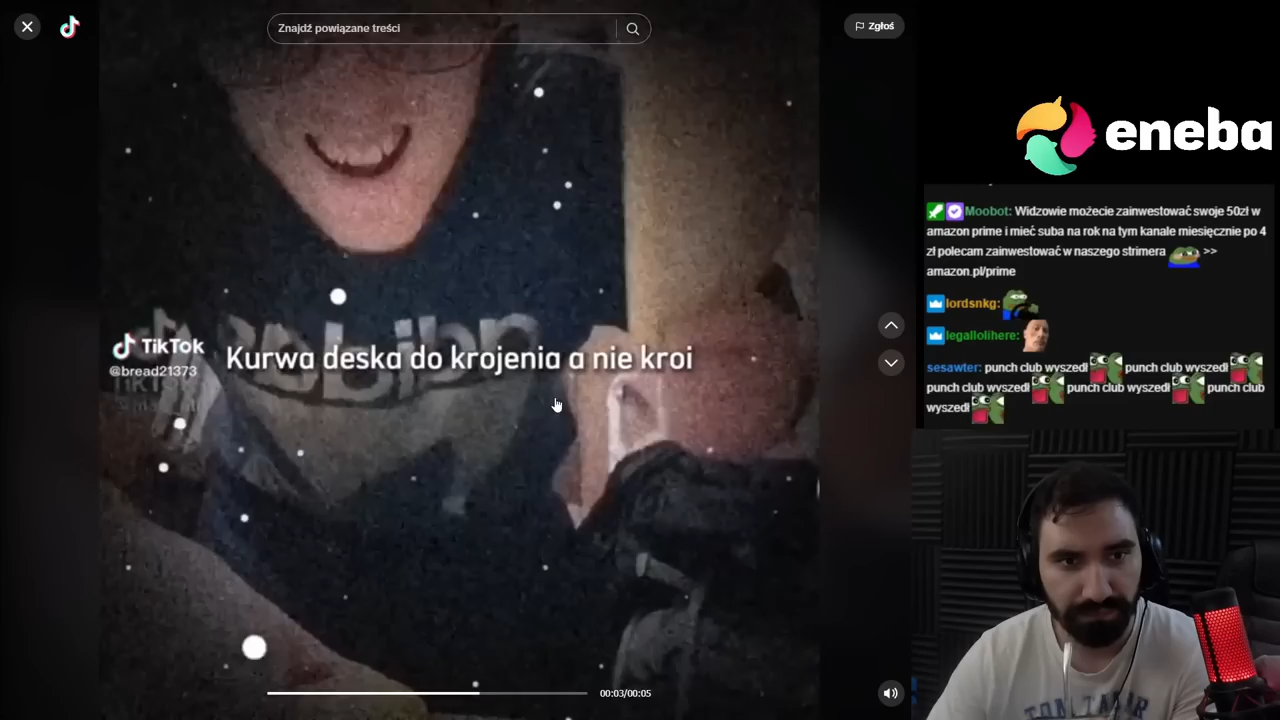 Znajdź powiązane treści
Zgłoś
eneba
Moobot: Widzowie możecie zainwestować swoje 50zł w
amazon prime i mieć suba na rok na tym kanale miesięcznie po 4
zł polecam zainwestować w naszego strimera >>
amazon.pl/prime
lordsnkg:
legallolihere:
sesawter: punch club wyszedł punch club wyszedł
punch club wyszedł punch club wyszedł punch club
wyszedł
TikTok
@bread21373
Kurwa deska do krojenia a nie kroi
00:03/00:05